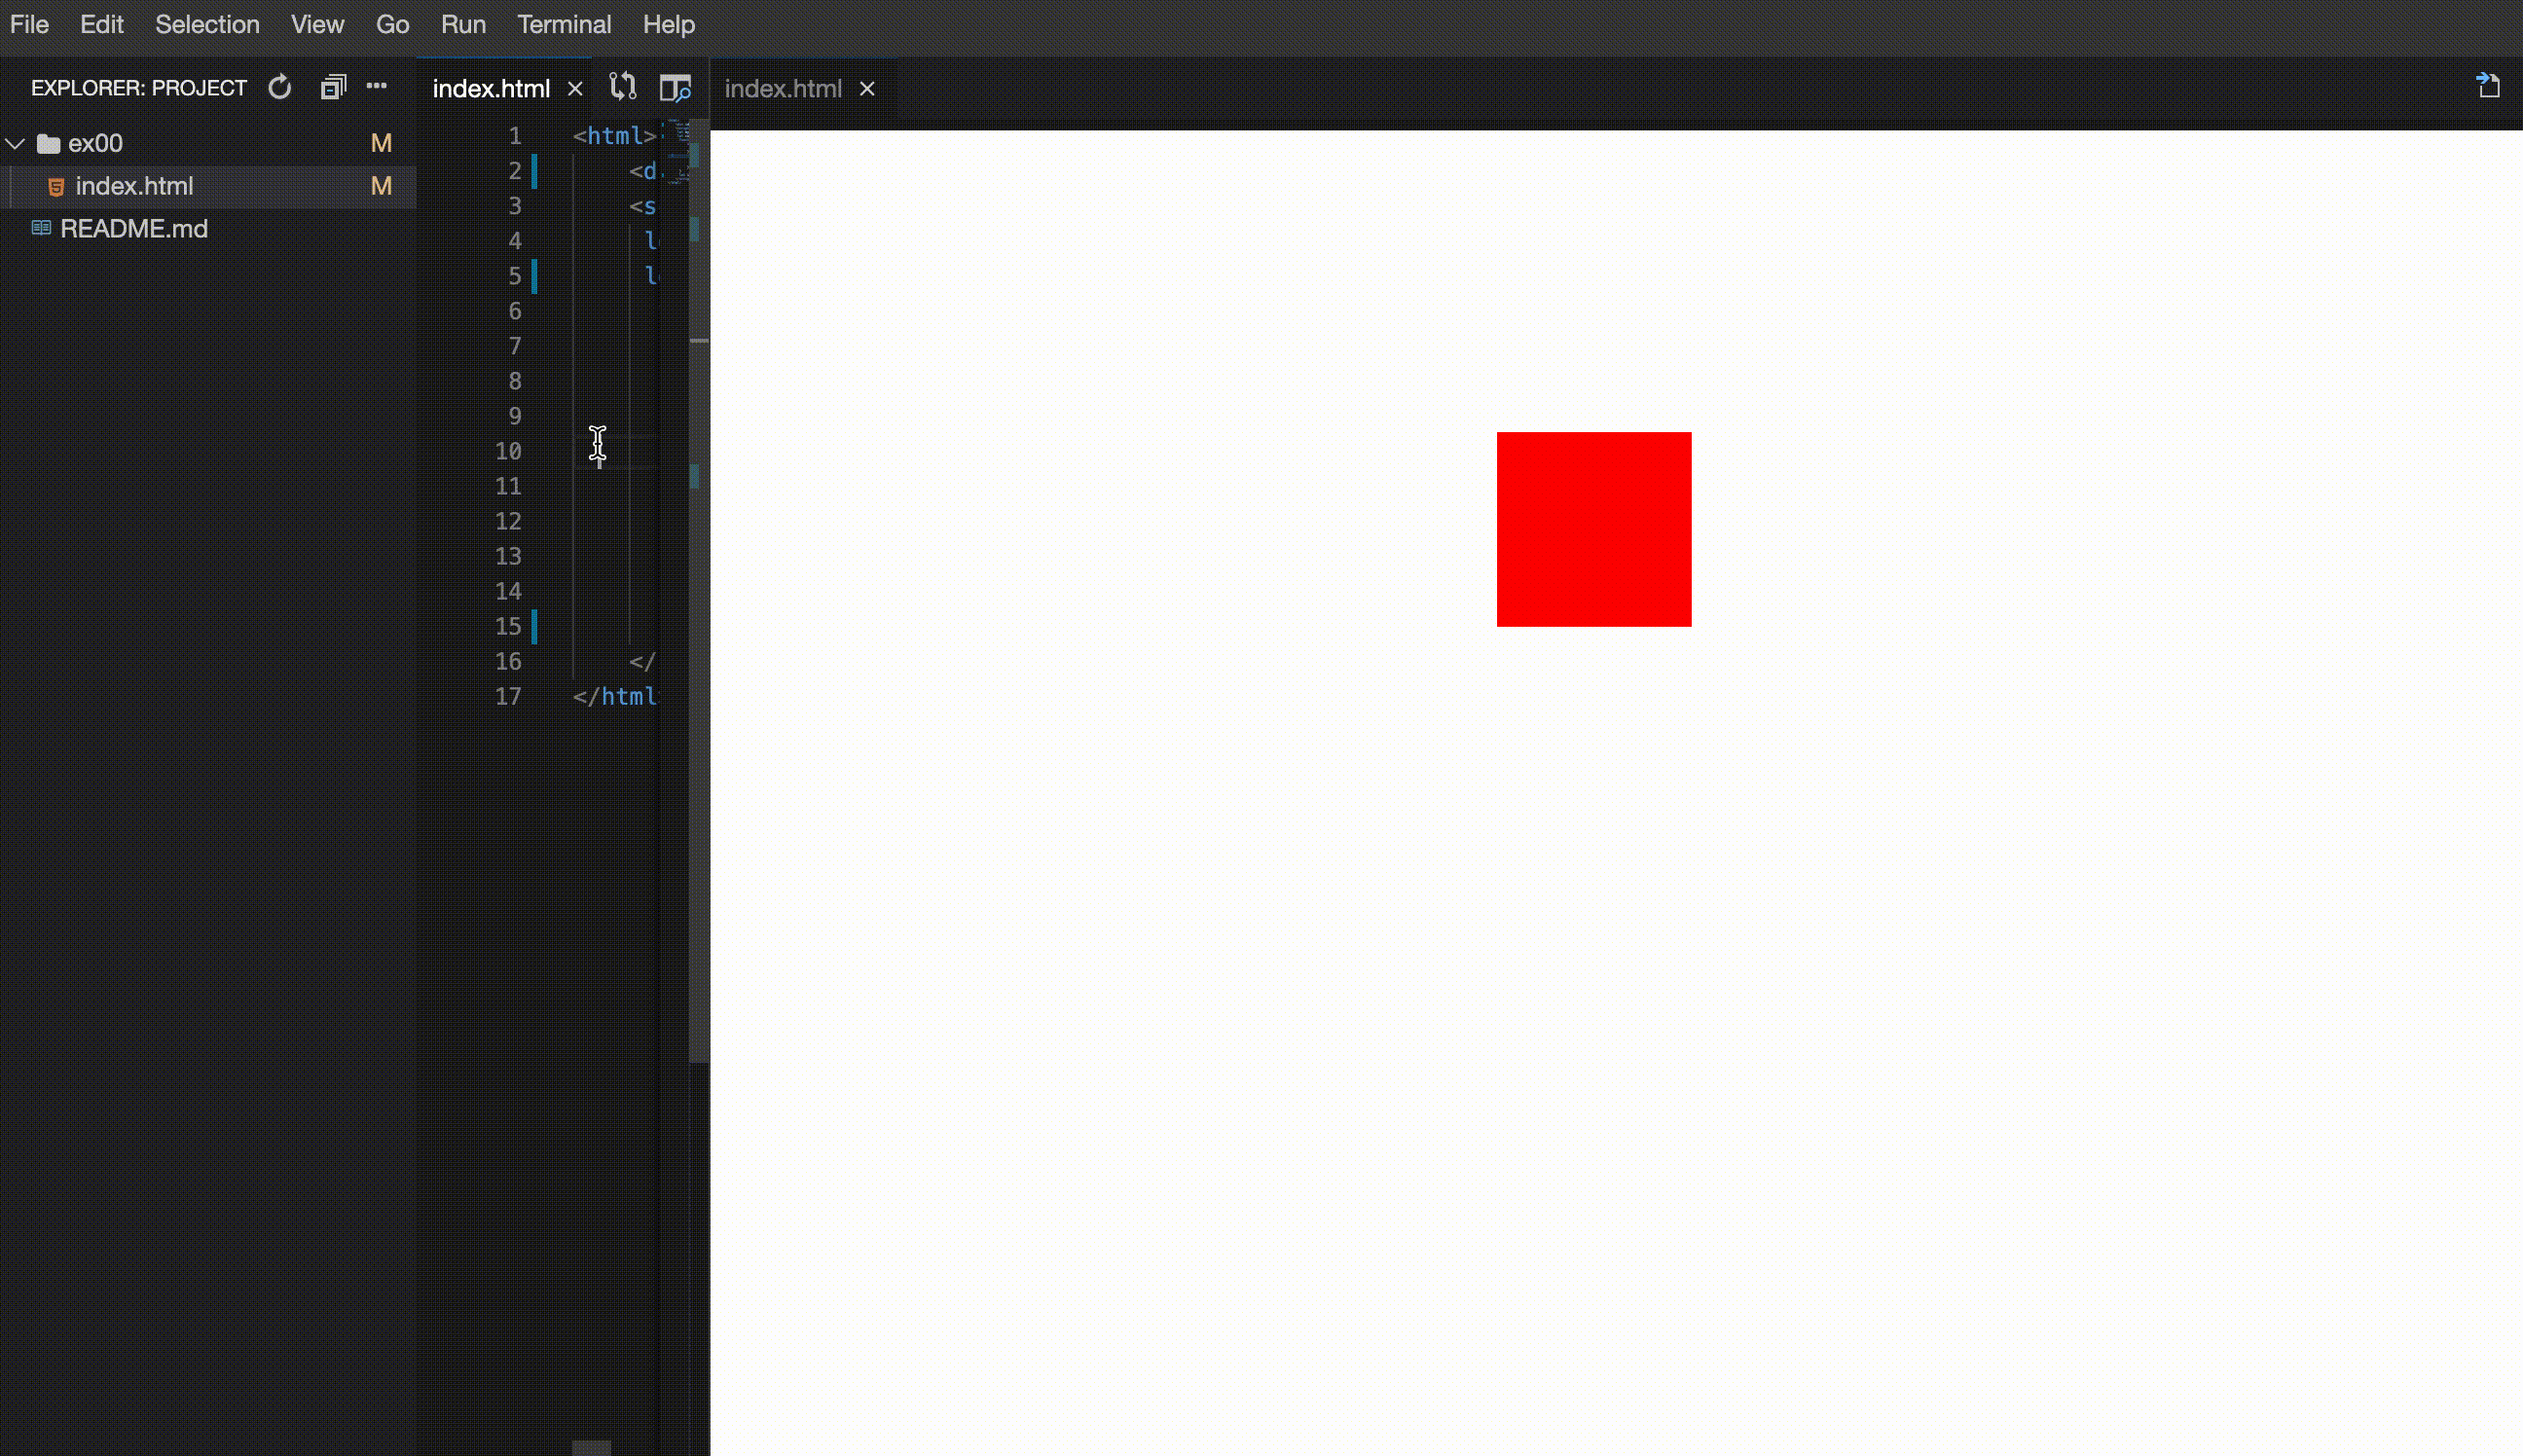 File Edit Selection View Go Run Terminal Help
EXPLORER: PROJECT
ex00 M
index.html M
README.md
index.html
index.html
1 <html>
2 <d
3 <s
4 l
5 l
6
7
8
9
10
11
12
13
14
15
16 </
17 </html